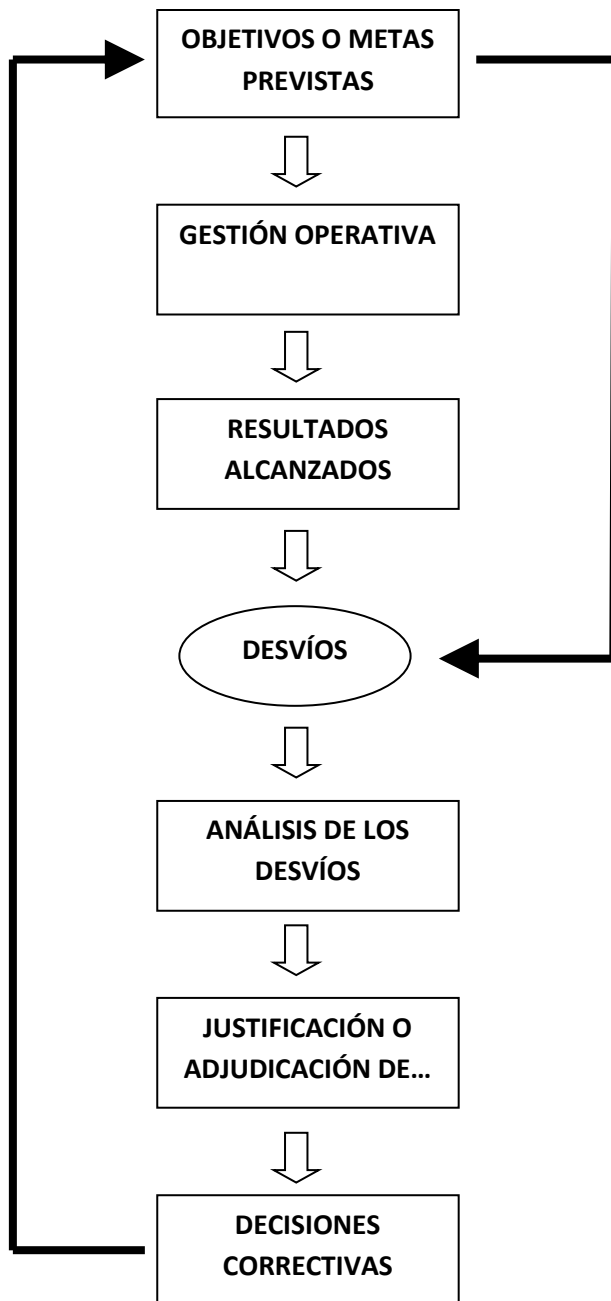 OBJETIVOS O METAS
PREVISTAS
GESTIÓN OPERATIVA
RESULTADOS
ALCANZADOS
DESVÍOS
ANÁLISIS DE LOS
DESVÍOS
JUSTIFICACIÓN O
ADJUDICACIÓN DE...
DECISIONES
CORRECTIVAS